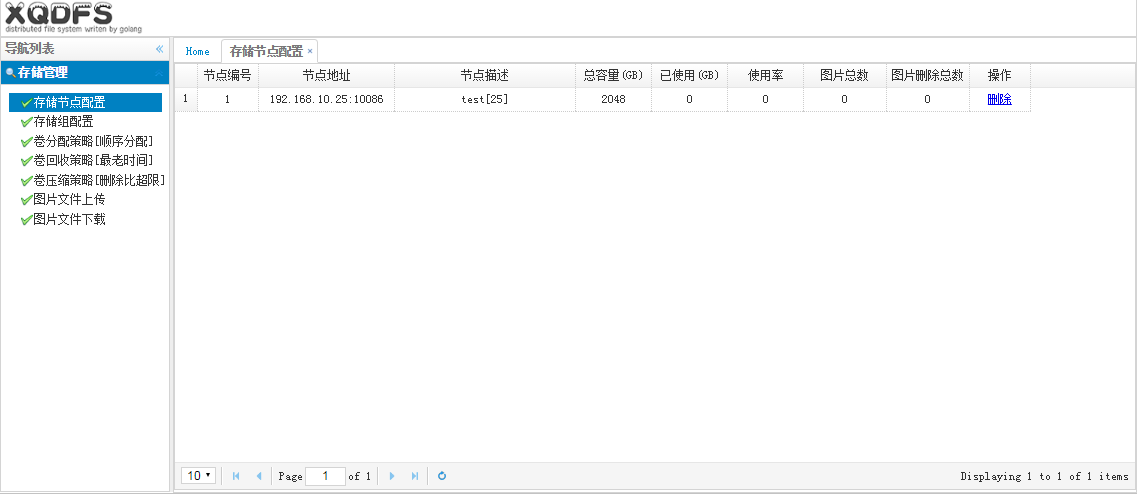 XQDFS
distributed file system writen by golang
导航列表
存储管理
存储节点配置
存储组配置
卷分配策略[顺序分配]
卷回收策略[最老时间]
卷压缩策略[删除比超限]
图片文件上传
图片文件下载
Home 存储节点配置
节点编号 节点地址 节点描述 总容量(GB) 已使用(GB) 使用率 图片总数 图片删除总数 操作
1 1 192.168.10.25:10086 test[25] 2048 0 0 0 0 删除
10 Page 1 of 1 Displaying 1 to 1 of 1 items